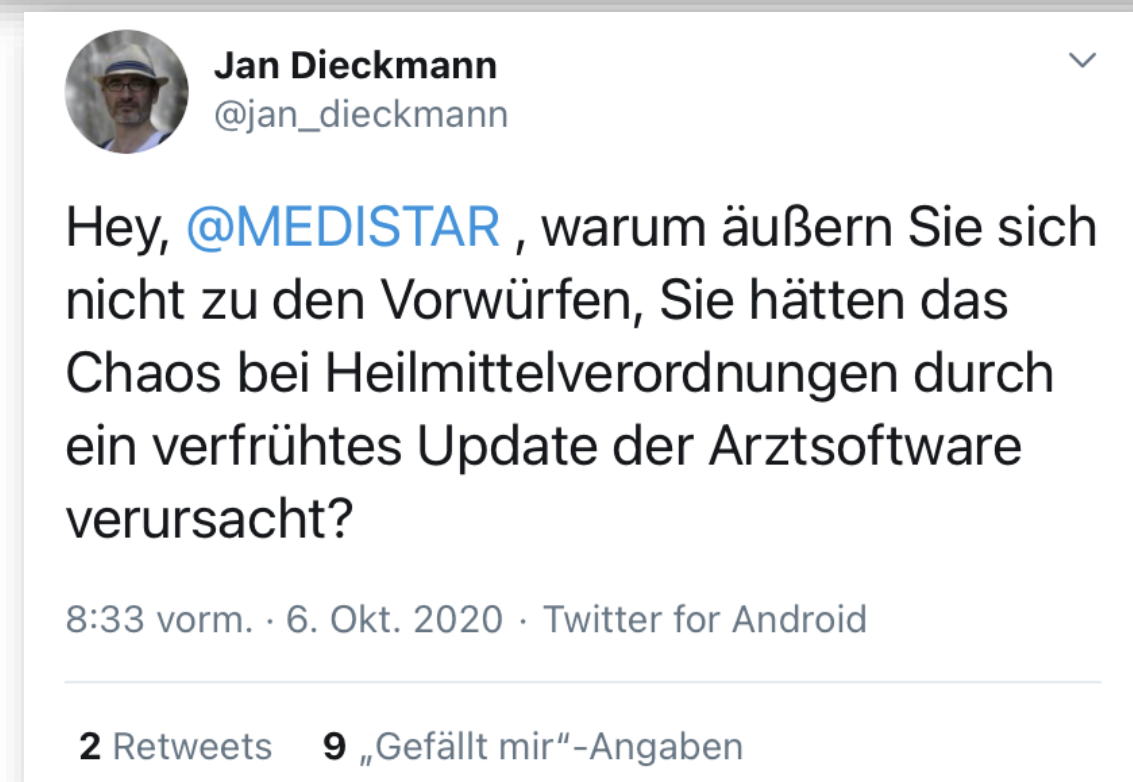 Jan Dieckmann
@jan_dieckmann
Hey, @MEDISTAR , warum äußern Sie sich
nicht zu den Vorwürfen, Sie hätten das
Chaos bei Heilmittelverordnungen durch
ein verfrühtes Update der Arztsoftware
verursacht?
8:33 vorm. · 6. Okt. 2020 · Twitter for Android
2 Retweets 9 „Gefällt mir“-Angaben